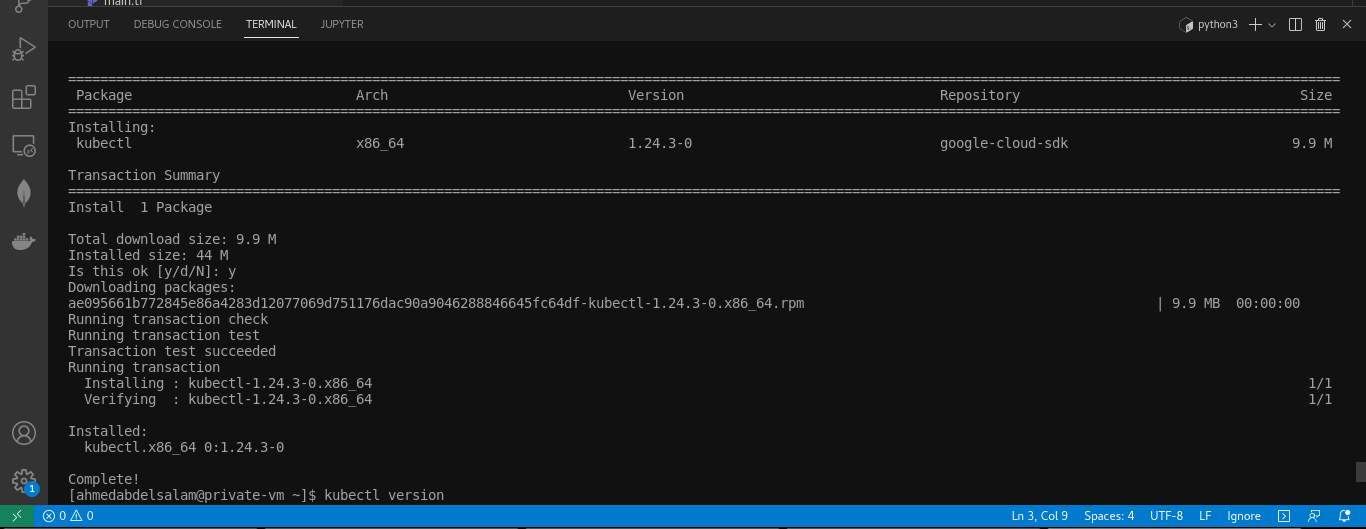 main.tf
OUTPUT DEBUG CONSOLE TERMINAL JUPYTER python3
================================================================================
Package Arch Version Repository Size
================================================================================
Installing:
kubectl x86_64 1.24.3-0 google-cloud-sdk 9.9 M
Transaction Summary
================================================================================
Install 1 Package
Total download size: 9.9 M
Installed size: 44 M
Is this ok [y/d/N]: y
Downloading packages:
ae095661b772845e86a4283d12077069d751176dac90a9046288846645fc64df-kubectl-1.24.3-0.x86_64.rpm | 9.9 MB 00:00:00
Running transaction check
Running transaction test
Transaction test succeeded
Running transaction
Installing : kubectl-1.24.3-0.x86_64 1/1
Verifying : kubectl-1.24.3-0.x86_64 1/1
Installed:
kubectl.x86_64 0:1.24.3-0
Complete!
[ahmedabdelsalam@private-vm ~]$ kubectl version
1
0 0 Ln 3, Col 9 Spaces: 4 UTF-8 LF Ignore